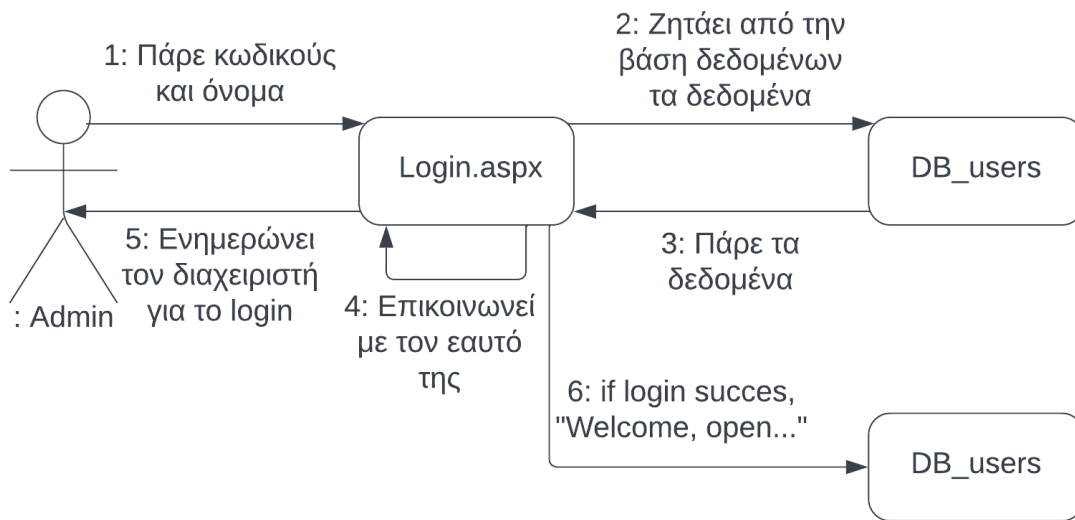 1: Πάρε κωδικούς
και όνομα
2: Ζητάει από την
βάση δεδομένων
τα δεδομένα
Login.aspx
DB_users
5: Ενημερώνει
τον διαχειριστή
για το login
: Admin
3: Πάρε τα
δεδομένα
4: Επικοινωνεί
με τον εαυτό
της
6: if login succes,
"Welcome, open..."
DB_users